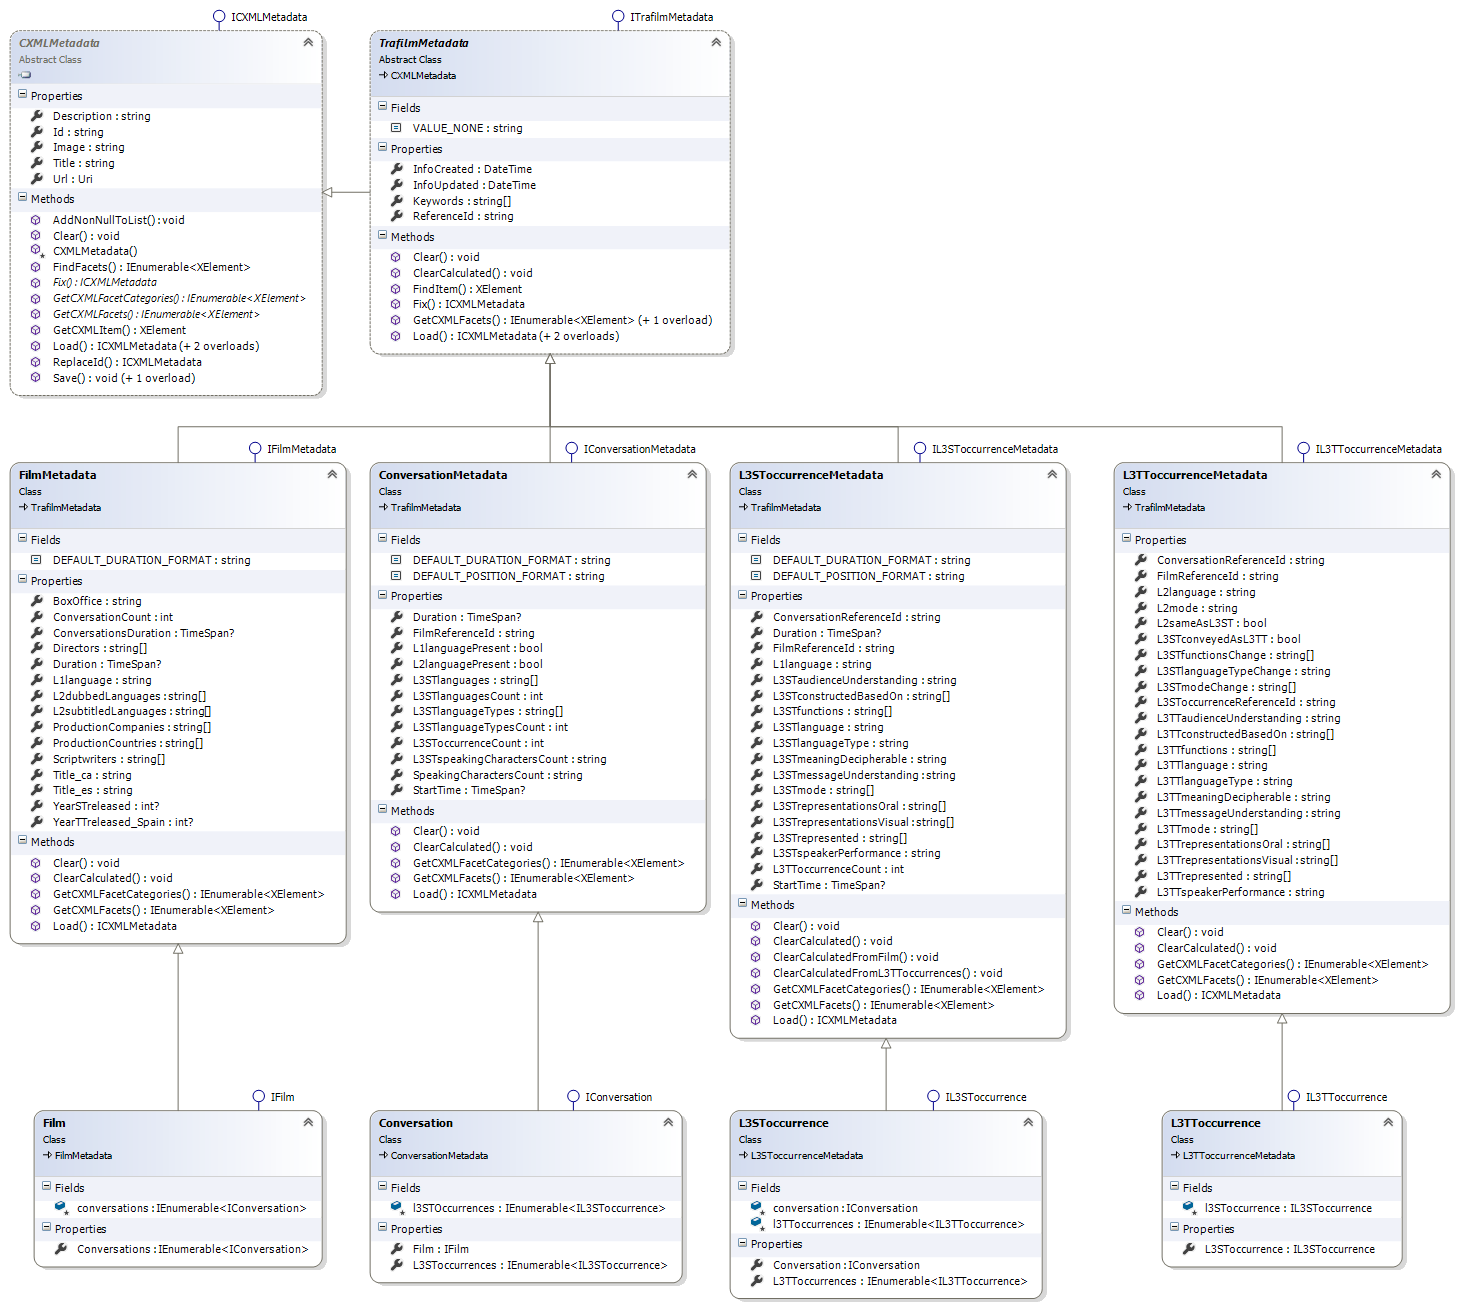 ICXMLMetadata
CXMLMetadata
Abstract Class
Properties
Description : string
Id : string
Image : string
Title : string
Url : Uri
Methods
AddNonNullToList() : void
Clear() : void
CXMLMetadata()
FindFacets() : IEnumerable<XElement>
Fix() : ICXMLMetadata
GetCXMLFacetCategories() : IEnumerable<XElement>
GetCXMLFacets() : IEnumerable<XElement>
GetCXMLItem() : XElement
Load() : ICXMLMetadata (+ 2 overloads)
ReplaceId() : ICXMLMetadata
Save() : void (+ 1 overload)
ITrafilmMetadata
TrafilmMetadata
Abstract Class
CXMLMetadata
Fields
VALUE_NONE : string
Properties
InfoCreated : DateTime
InfoUpdated : DateTime
Keywords : string[]
ReferenceId : string
Methods
Clear() : void
ClearCalculated() : void
FindItem() : XElement
Fix() : ICXMLMetadata
GetCXMLFacets() : IEnumerable<XElement> (+ 1 overload)
Load() : ICXMLMetadata (+ 2 overloads)
IFilmMetadata
FilmMetadata
Class
TrafilmMetadata
Fields
DEFAULT_DURATION_FORMAT : string
Properties
BoxOffice : string
ConversationCount : int
ConversationsDuration : TimeSpan?
Directors : string[]
Duration : TimeSpan?
L1language : string
L2dubbedLanguages : string[]
L2subtitledLanguages : string[]
ProductionCompanies : string[]
ProductionCountries : string[]
Scriptwriters : string[]
Title_ca : string
Title_es : string
YearSTreleased : int?
YearTTreleased_Spain : int?
Methods
Clear() : void
ClearCalculated() : void
GetCXMLFacetCategories() : IEnumerable<XElement>
GetCXMLFacets() : IEnumerable<XElement>
Load() : ICXMLMetadata
IConversationMetadata
ConversationMetadata
Class
TrafilmMetadata
Fields
DEFAULT_DURATION_FORMAT : string
DEFAULT_POSITION_FORMAT : string
Properties
Duration : TimeSpan?
FilmReferenceId : string
L1languagePresent : bool
L2languagePresent : bool
L3STlanguages : string[]
L3STlanguagesCount : int
L3STlanguageTypes : string[]
L3STlanguageTypesCount : int
L3SToccurrenceCount : int
L3STspeakingCharactersCount : string
SpeakingCharactersCount : string
StartTime : TimeSpan?
Methods
Clear() : void
ClearCalculated() : void
GetCXMLFacetCategories() : IEnumerable<XElement>
GetCXMLFacets() : IEnumerable<XElement>
Load() : ICXMLMetadata
IL3SToccurrenceMetadata
L3SToccurrenceMetadata
Class
TrafilmMetadata
Fields
DEFAULT_DURATION_FORMAT : string
DEFAULT_POSITION_FORMAT : string
Properties
ConversationReferenceId : string
Duration : TimeSpan?
FilmReferenceId : string
L1language : string
L3STaudienceUnderstanding : string
L3STconstructedBasedOn : string[]
L3STfunctions : string[]
L3STlanguage : string
L3STlanguageType : string
L3STmeaningDecipherable : string
L3STmessageUnderstanding : string
L3STmode : string[]
L3STrepresentationsOral : string[]
L3STrepresentationsVisual : string[]
L3STrepresented : string[]
L3STspeakerPerformance : string
L3TToccurrenceCount : int
StartTime : TimeSpan?
Methods
Clear() : void
ClearCalculated() : void
ClearCalculatedFromFilm() : void
ClearCalculatedFromL3TToccurrences() : void
GetCXMLFacetCategories() : IEnumerable<XElement>
GetCXMLFacets() : IEnumerable<XElement>
Load() : ICXMLMetadata
IL3TToccurrenceMetadata
L3TToccurrenceMetadata
Class
TrafilmMetadata
Properties
ConversationReferenceId : string
FilmReferenceId : string
L2language : string
L2mode : string
L2sameAsL3ST : bool
L3STconveyedAsL3TT : bool
L3STfunctionsChange : string[]
L3STlanguageTypeChange : string
L3STmodeChange : string[]
L3SToccurrenceReferenceId : string
L3TTaudienceUnderstanding : string
L3TTconstructedBasedOn : string[]
L3TTfunctions : string[]
L3TTlanguage : string
L3TTlanguageType : string
L3TTmeaningDecipherable : string
L3TTmessageUnderstanding : string
L3TTmode : string[]
L3TTrepresentationsOral : string[]
L3TTrepresentationsVisual : string[]
L3TTrepresented : string[]
L3TTspeakerPerformance : string
Methods
Clear() : void
ClearCalculated() : void
GetCXMLFacetCategories() : IEnumerable<XElement>
GetCXMLFacets() : IEnumerable<XElement>
Load() : ICXMLMetadata
IFilm
Film
Class
FilmMetadata
Fields
conversations : IEnumerable<IConversation>
Properties
Conversations : IEnumerable<IConversation>
IConversation
Conversation
Class
ConversationMetadata
Fields
l3STOccurrences : IEnumerable<IL3SToccurrence>
Properties
Film : IFilm
L3SToccurrences : IEnumerable<IL3SToccurrence>
IL3SToccurrence
L3SToccurrence
Class
L3SToccurrenceMetadata
Fields
conversation : IConversation
l3TToccurrences : IEnumerable<IL3TToccurrence>
Properties
Conversation : IConversation
L3TToccurrences : IEnumerable<IL3TToccurrence>
IL3TToccurrence
L3TToccurrence
Class
L3TToccurrenceMetadata
Fields
l3SToccurrence : IL3SToccurrence
Properties
L3SToccurrence : IL3SToccurrence